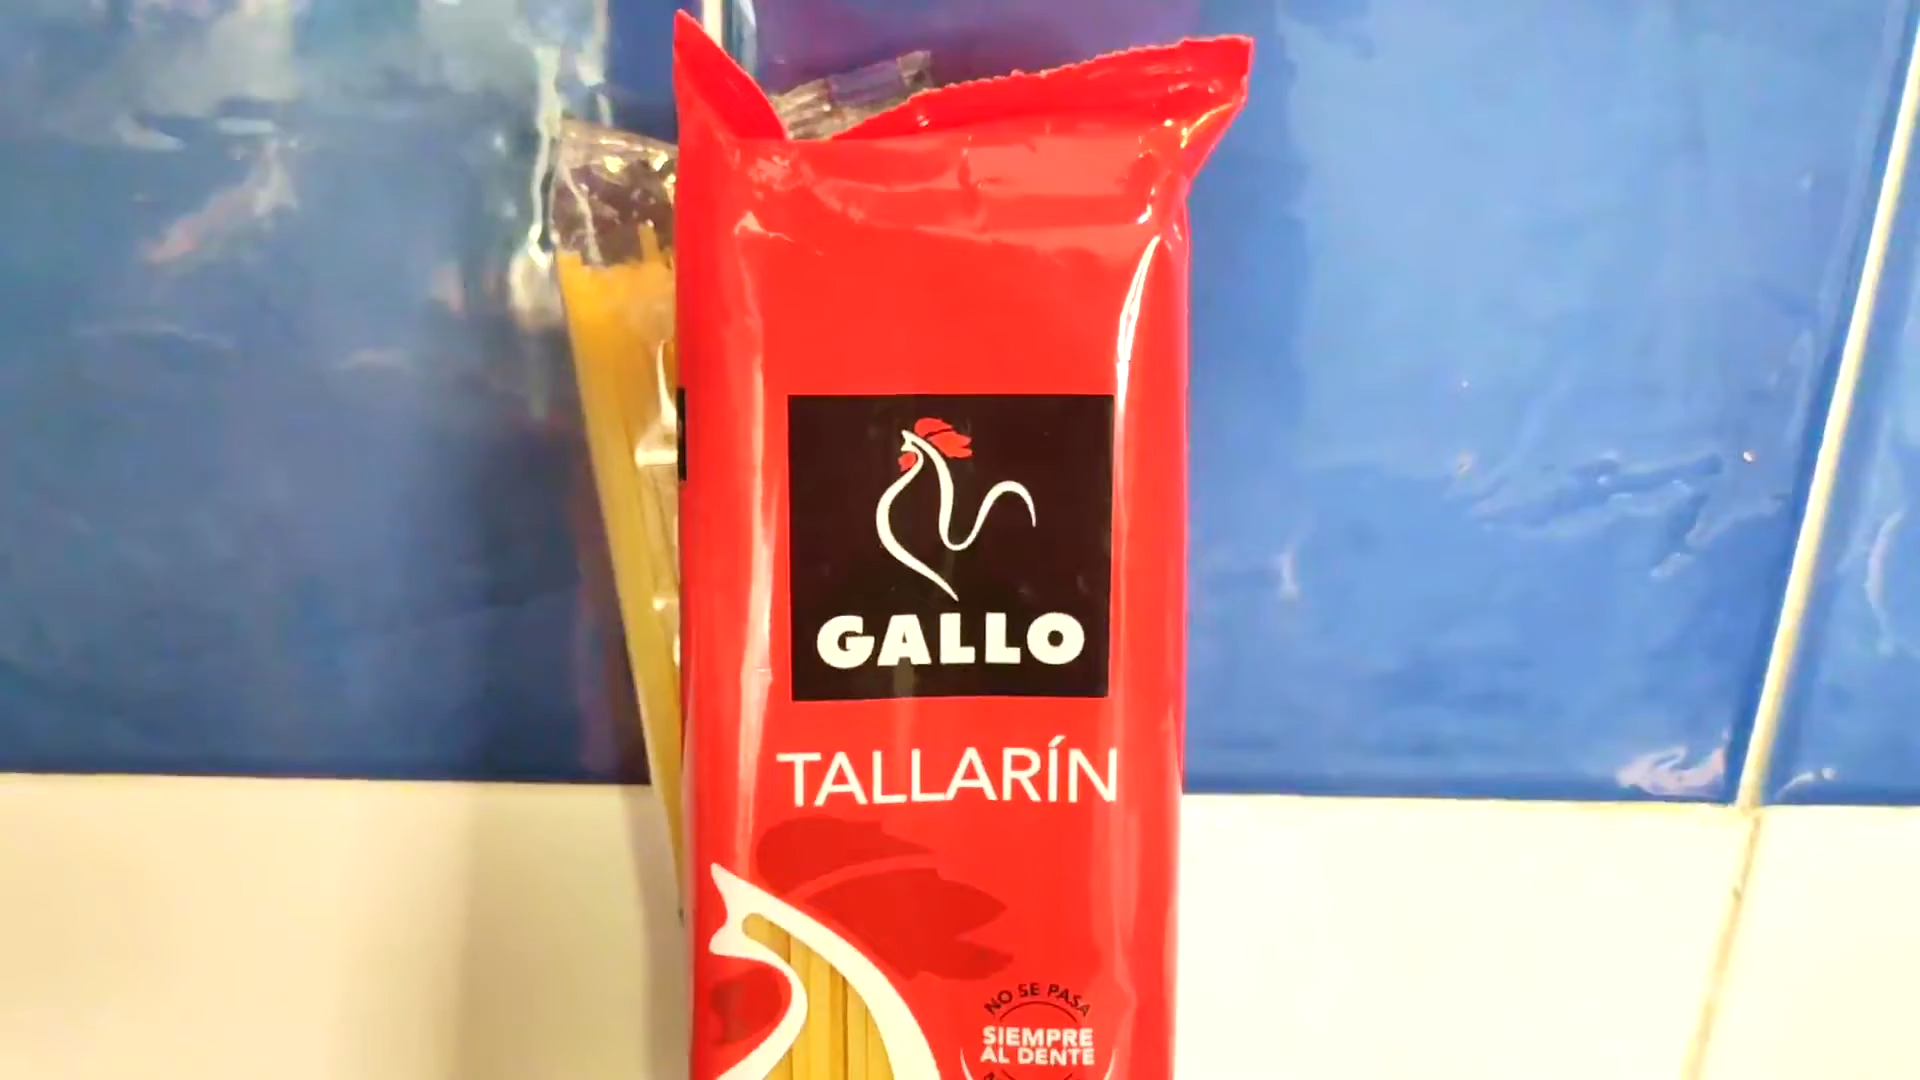 GALLO
TALLARÍN
NO SE PASA
SIEMPRE
AL DENTE